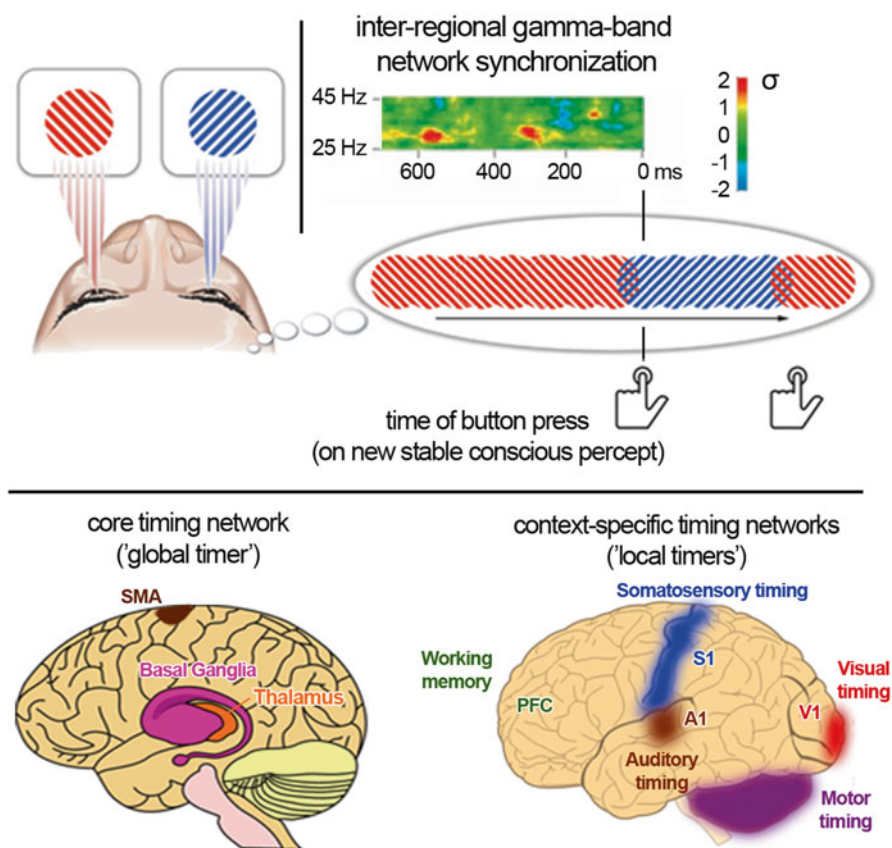 inter-regional gamma-band
network synchronization
45 Hz
25 Hz
600 400 200 0 ms
2 σ
1
0
-1
-2
time of button press
(on new stable conscious percept)
core timing network
('global timer')
SMA
Basal Ganglia
Thalamus
context-specific timing networks
('local timers')
Somatosensory timing
Working
memory
S1
Visual
timing
PFC
A1
V1
Auditory
timing
Motor
timing